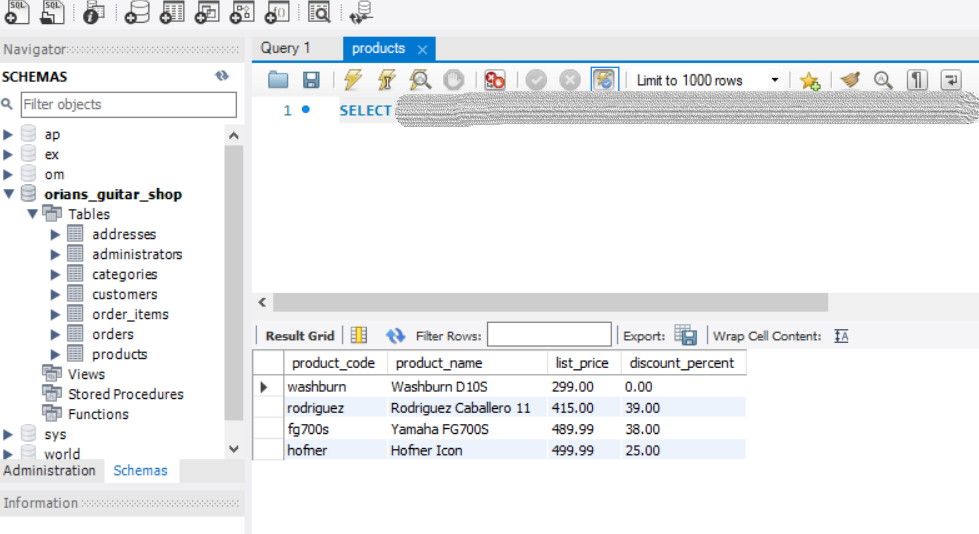 SQL SQL
Navigator
SCHEMAS
Filter objects
ap
ex
om
orians_guitar_shop
Tables
addresses
administrators
categories
customers
order_items
orders
products
Views
Stored Procedures
Functions
sys
world
Administration Schemas
Information
Query 1 products
Limit to 1000 rows
1 SELECT
Result Grid Filter Rows: Export: Wrap Cell Content: IA
product_code product_name list_price discount_percent
washburn Washburn D10S 299.00 0.00
rodriguez Rodriguez Caballero 11 415.00 39.00
fg700s Yamaha FG700S 489.99 38.00
hofner Hofner Icon 499.99 25.00